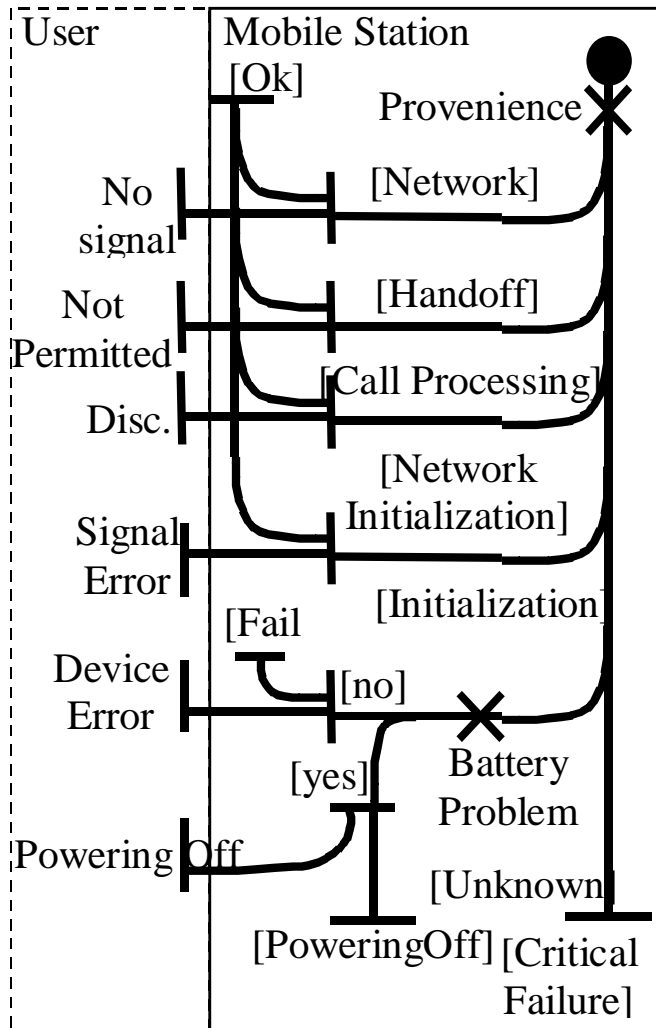 User
Mobile Station
[Ok]
Provenience
No
signal
[Network]
Not
Permitted
[Handoff]
Disc.
[Call Processing]
Signal
Error
[Network
Initialization]
[Initialization]
[Fail
Device
Error
[no]
Battery
Problem
[yes]
Powering Off
[Unknown]
[PoweringOff]
[Critical
Failure]